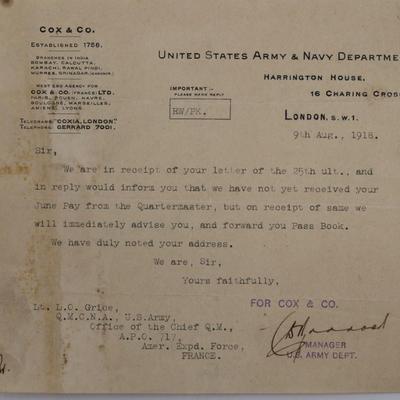 COX & CO.
ESTABLISHED 1758.
BRANCHES IN INDIA
BOMBAY, CALCUTTA,
KARACHI, RAWAL PINDI,
MURREE, SRINAGAR, (KASHMIR.)
WEST END AGENCY FOR
COX & CO. (FRANCE) LTD.
PARIS, ROUEN, HAVRE,
BOULOGNE, MARSEILLES,
AMIENS, LYONS.
TELEGRAMS "COXIA, LONDON."
TELEPHONE, GERRARD 7001.
UNITED STATES ARMY & NAVY DEPARTME
HARRINGTON HOUSE,
16 CHARING CROS
IMPORTANT:-
PLEASE MARK REPLY
HW/PK.
LONDON, S.W.1.
9th Aug., 1918.
Sir,
We are in receipt of your letter of the 25th ult., and
in reply would inform you that we have not yet received your
June Pay from the Quartermaster, but on receipt of same we
will immediately advise you, and forward you Pass Book.
We have duly noted your address.
We are, Sir,
Yours faithfully,
Lt. L.O. Grice,
Q.M.C.N.A., U.S.Army,
Office of the Chief Q.M.,
A.P.O. 717,
Amer. Expd. Force,
FRANCE.
FOR COX & CO.
MANAGER
U.S. ARMY DEPT.